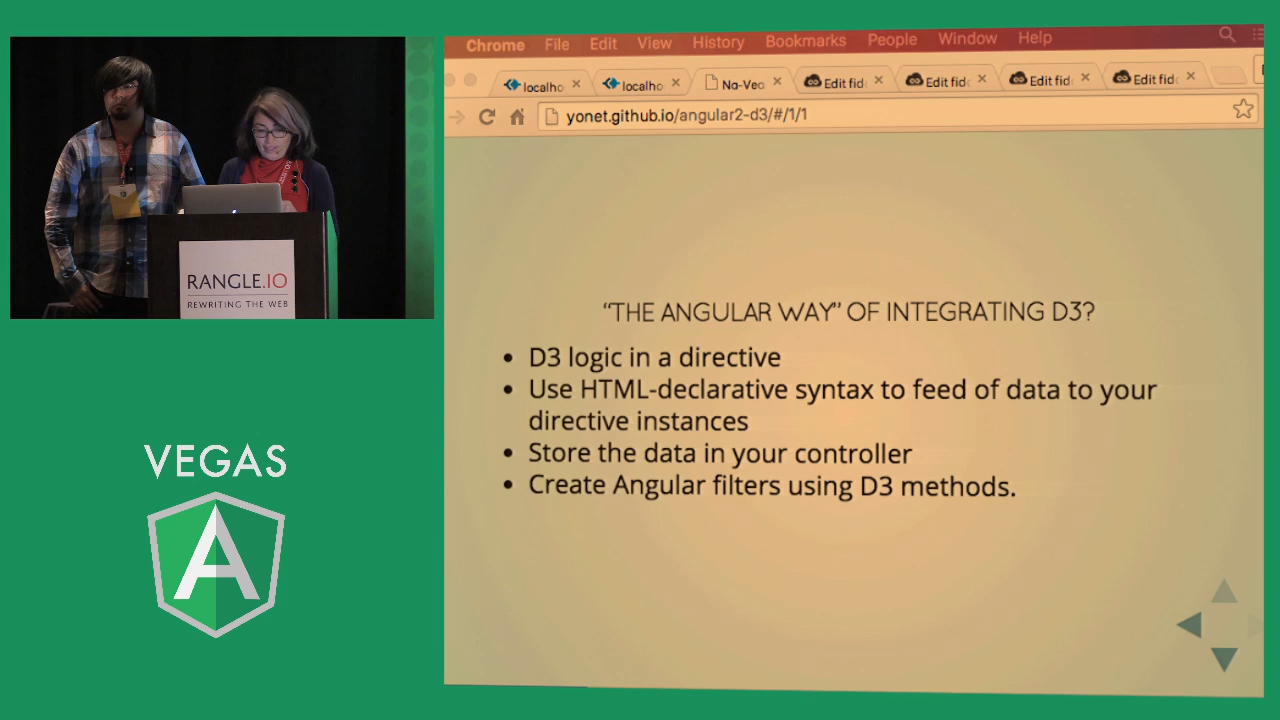 Chrome File Edit View History Bookmarks People Window Help
localho localho Na-Vea Edit fid Edit fid Edit fid Edit fid
yonet.github.io/angular2-d3/#/1/1
RANGLE.IO
REWRITING THE WEB
“THE ANGULAR WAY” OF INTEGRATING D3?
• D3 logic in a directive
• Use HTML-declarative syntax to feed of data to your
directive instances
• Store the data in your controller
• Create Angular filters using D3 methods.
VEGAS
A